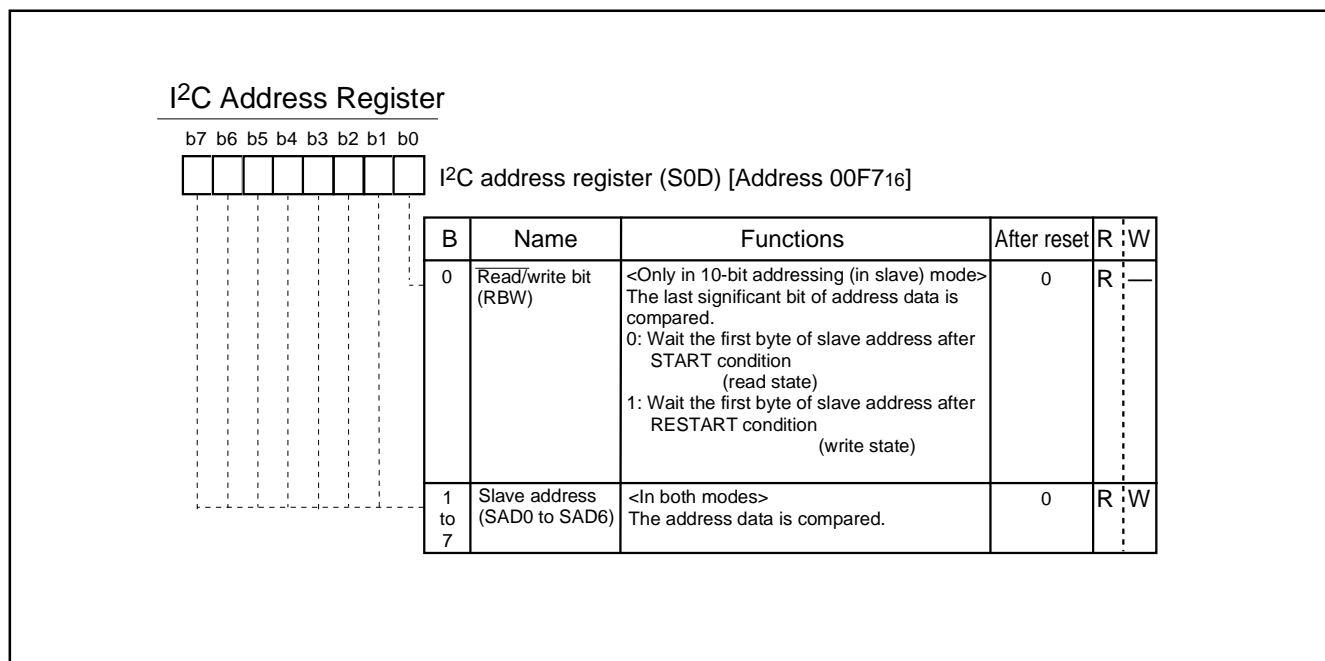 I2C Address Register
b7 b6 b5 b4 b3 b2 b1 b0
I2C address register (S0D) [Address 00F716]
B Name Functions After reset R W
0 Read/write bit (RBW) <Only in 10-bit addressing (in slave) mode> 0 R —
The last significant bit of address data is compared.
0: Wait the first byte of slave address after
START condition
(read state)
1: Wait the first byte of slave address after
RESTART condition
(write state)
1 to 7 Slave address (SAD0 to SAD6) <In both modes> 0 R W
The address data is compared.